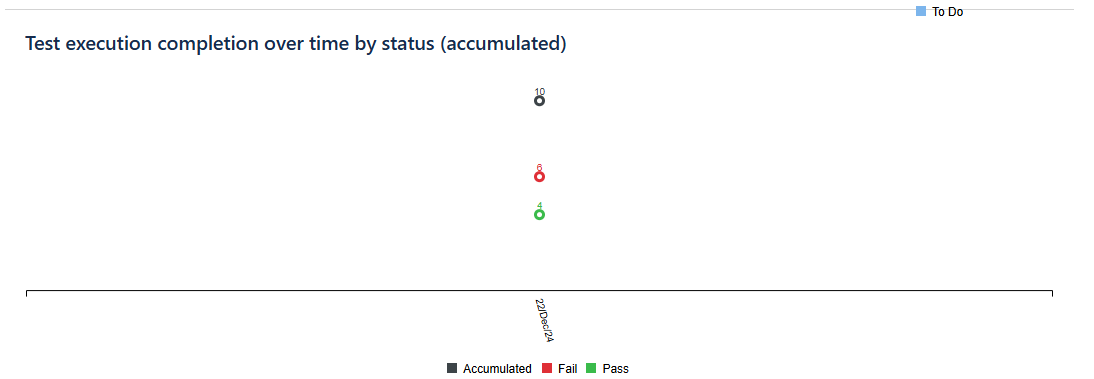 To Do
Test execution completion over time by status (accumulated)
10
6
4
22/Dec/24
Accumulated Fail Pass